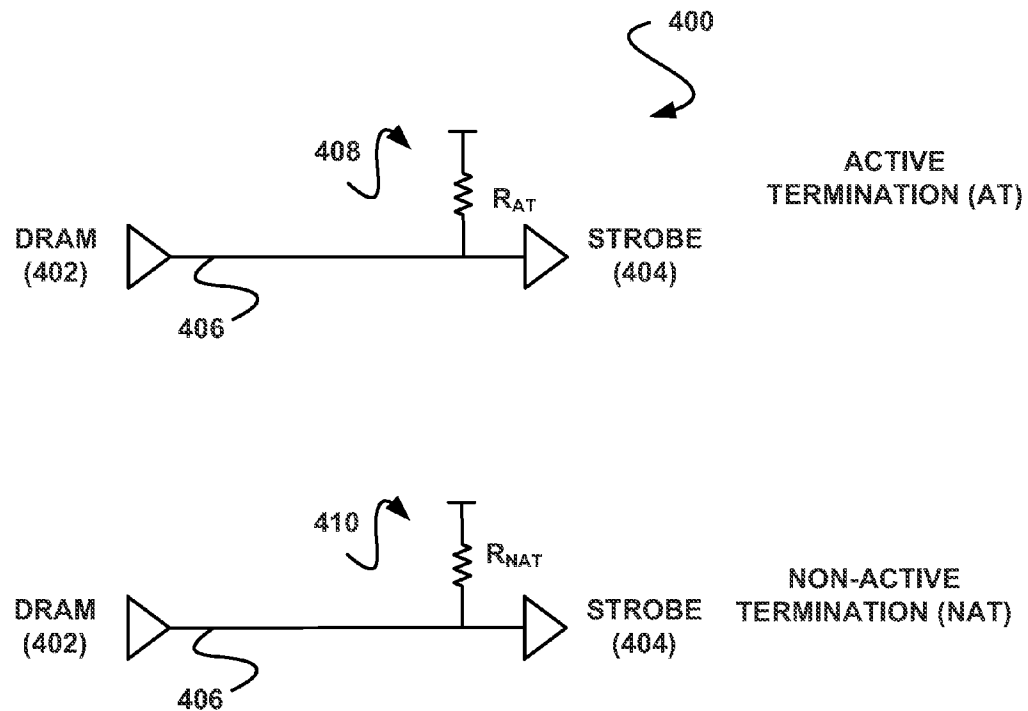 400
408
R_AT
ACTIVE
TERMINATION (AT)
DRAM
(402)
STROBE
(404)
406
410
R_NAT
NON-ACTIVE
TERMINATION (NAT)
DRAM
(402)
STROBE
(404)
406